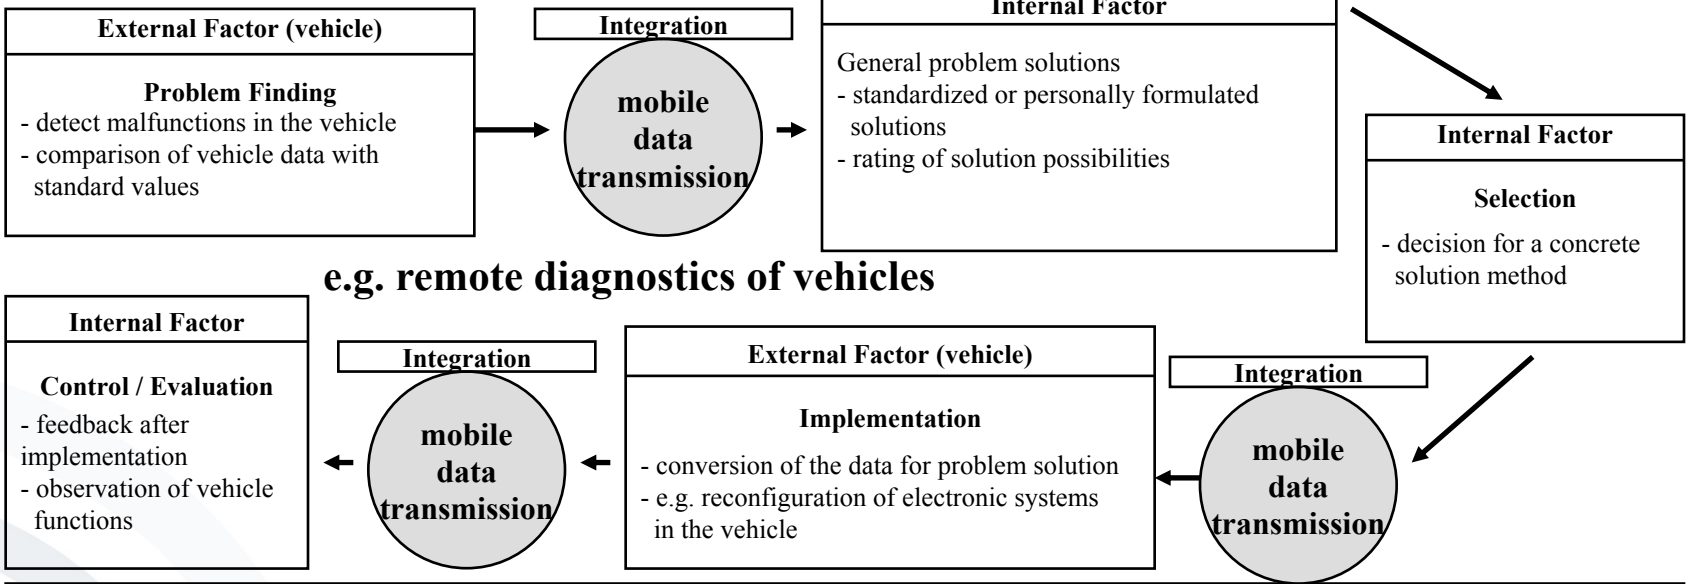 External Factor (vehicle)
Problem Finding
- detect malfunctions in the vehicle
- comparison of vehicle data with
standard values
Integration
mobile
data
transmission
Internal Factor
General problem solutions
- standardized or personally formulated
solutions
- rating of solution possibilities
Internal Factor
Selection
- decision for a concrete
solution method
e.g. remote diagnostics of vehicles
Integration
mobile
data
transmission
External Factor (vehicle)
Implementation
- conversion of the data for problem solution
- e.g. reconfiguration of electronic systems
in the vehicle
Integration
mobile
data
transmission
Internal Factor
Control / Evaluation
- feedback after
implementation
- observation of vehicle
functions